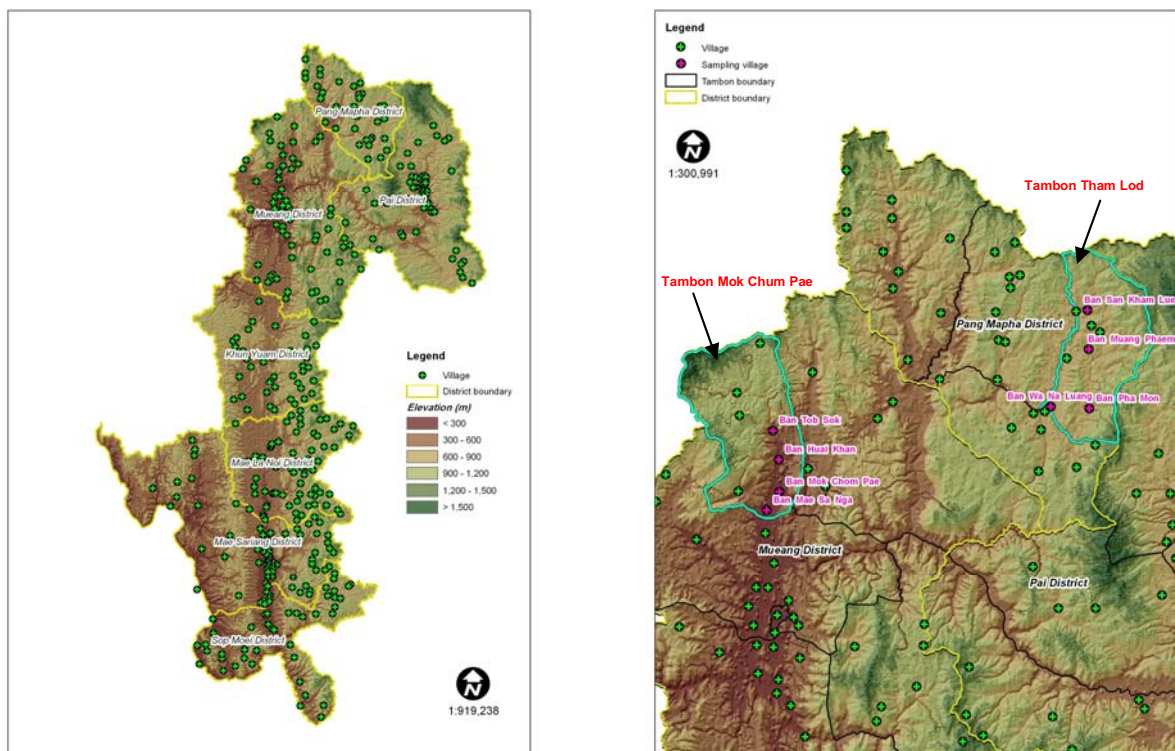 Pang Mapha District
Pai District
Mueang District
Khun Yuam District
Mae La Noi District
Mae Sariang District
Sop Moei District
Legend
Village
District boundary
Elevation (m)
< 300
300 - 600
600 - 900
900 - 1,200
1,200 - 1,500
> 1,500
N
1:919,238
Legend
Village
Sampling village
Tambon boundary
District boundary
N
1:300,991
Tambon Tham Lod
Tambon Mok Chum Pae
Ban San Kham Lue
Pang Mapha District
Ban Muang Phaem
Ban Wa Na Luang
Ban Pha Mon
Ban Tob Sok
Ban Huai Khan
Ban Mok Chom Pae
Ban Mae Sa Nga
Mueang District
Pai District